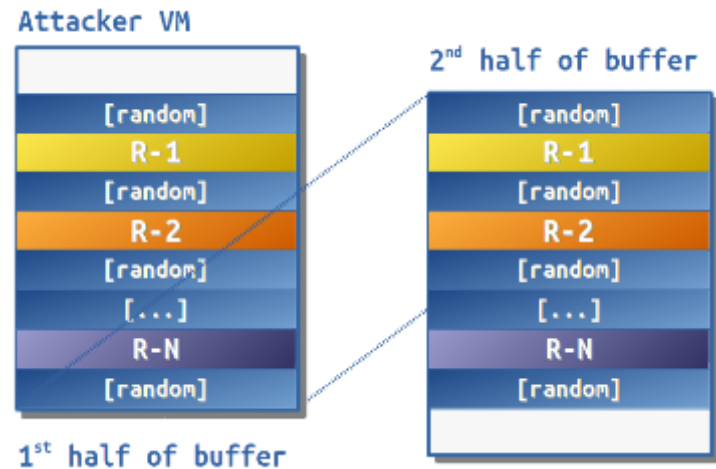 Attacker VM
[random]
R-1
[random]
R-2
[random]
[...]
R-N
[random]
1st half of buffer
2nd half of buffer
[random]
R-1
[random]
R-2
[random]
[...]
R-N
[random]